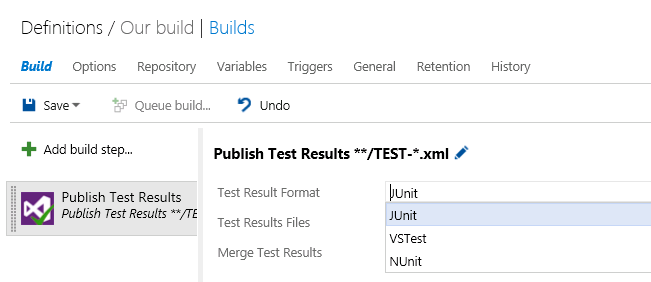 Definitions / Our build | Builds
Build Options Repository Variables Triggers General Retention History
Save Queue build... Undo
Add build step...
Publish Test Results
Publish Test Results **/TE
Publish Test Results **/TEST-*.xml
Test Result Format JUnit
JUnit
Test Results Files
VSTest
Merge Test Results
NUnit